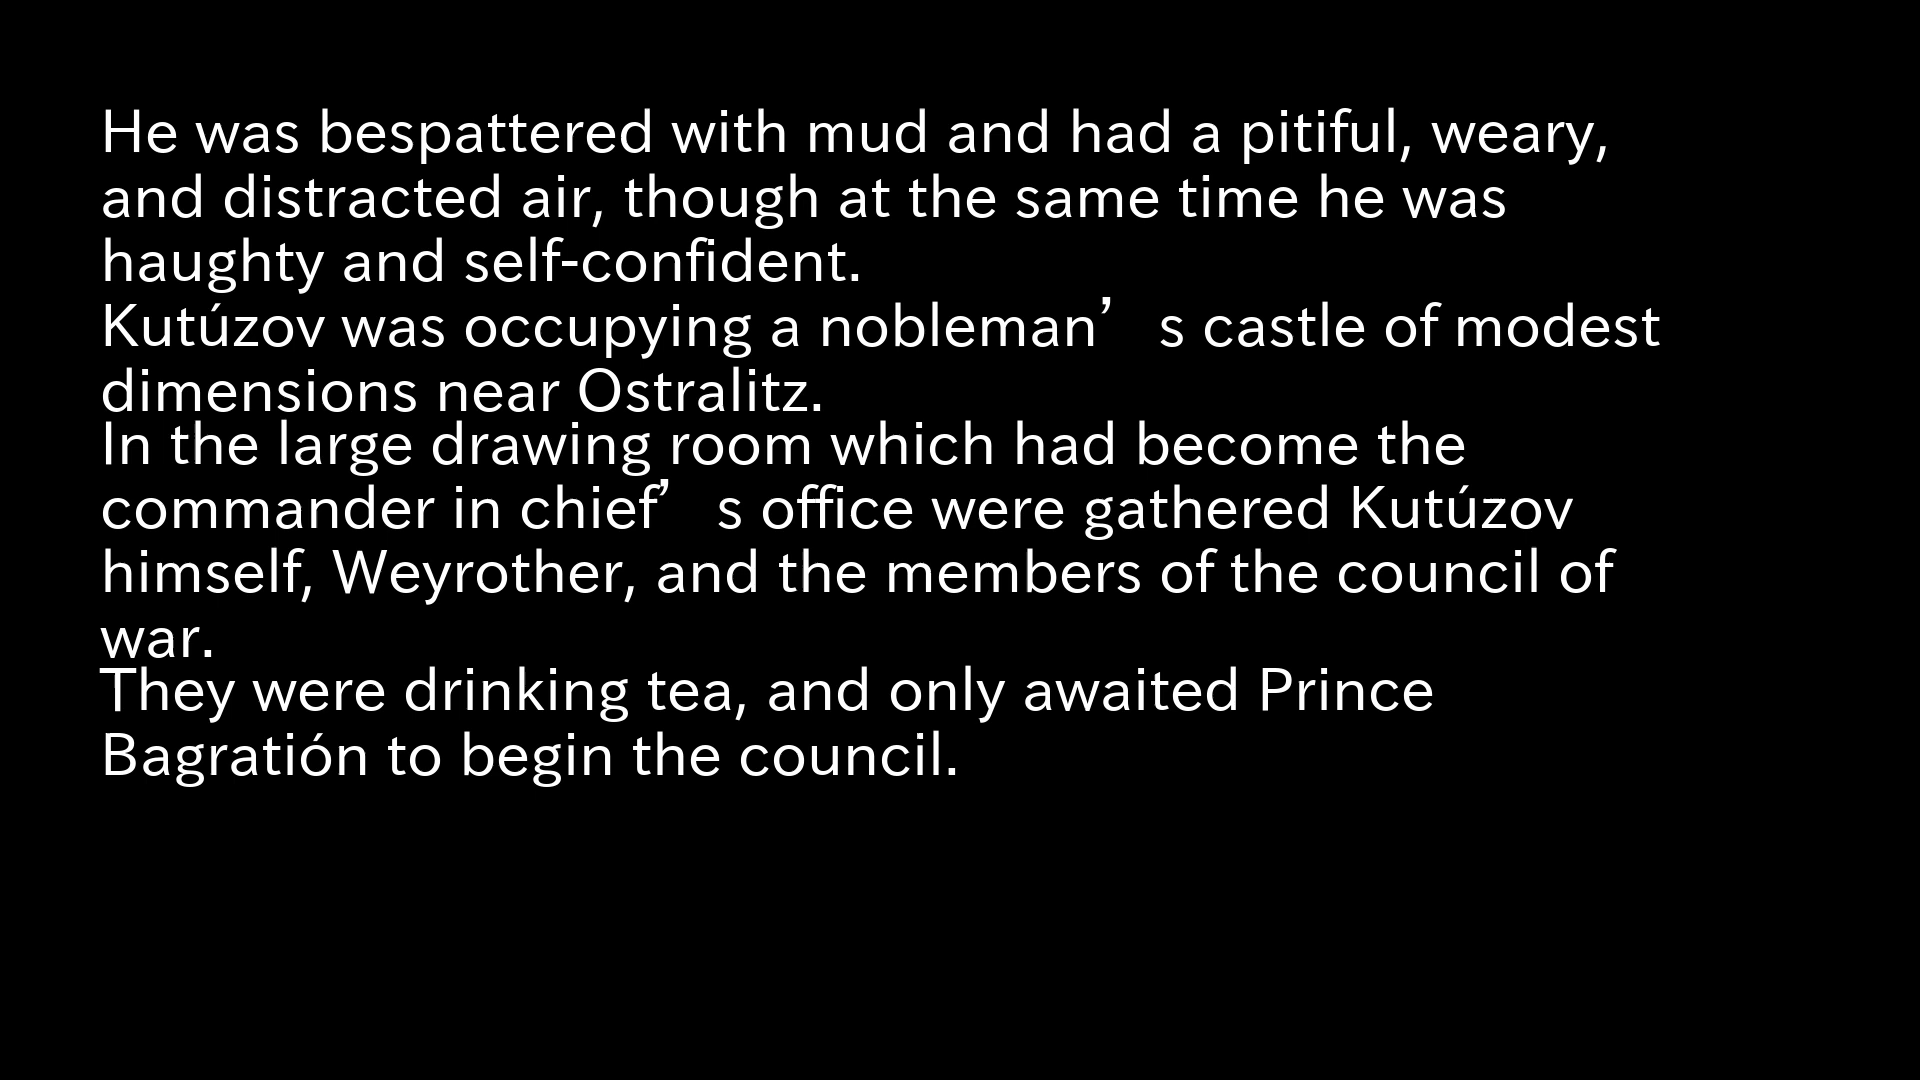 He was bespattered with mud and had a pitiful, weary,
and distracted air, though at the same time he was
haughty and self-confident.
Kutúzov was occupying a nobleman’s castle of modest
dimensions near Ostralitz.
In the large drawing room which had become the
commander in chief’s office were gathered Kutúzov
himself, Weyrother, and the members of the council of
war.
They were drinking tea, and only awaited Prince
Bagratión to begin the council.